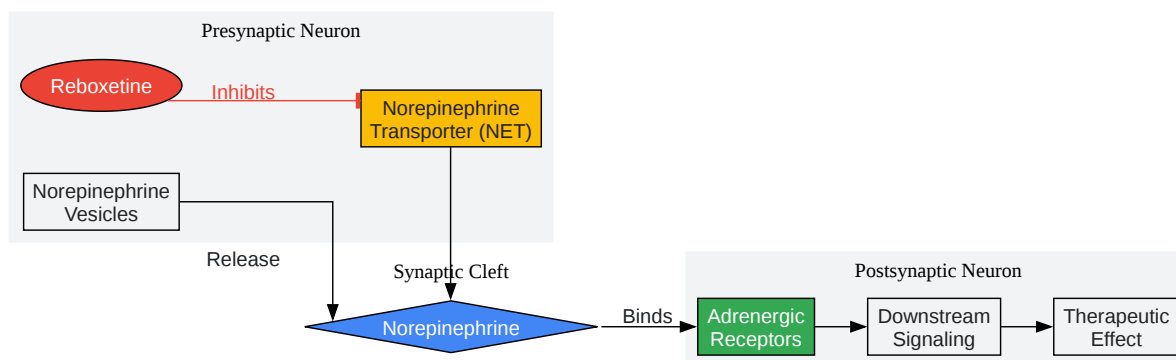 Presynaptic Neuron
Reboxetine
Inhibits
Norepinephrine
Transporter (NET)
Norepinephrine
Vesicles
Release
Synaptic Cleft
Norepinephrine
Binds
Postsynaptic Neuron
Adrenergic
Receptors
Downstream
Signaling
Therapeutic
Effect